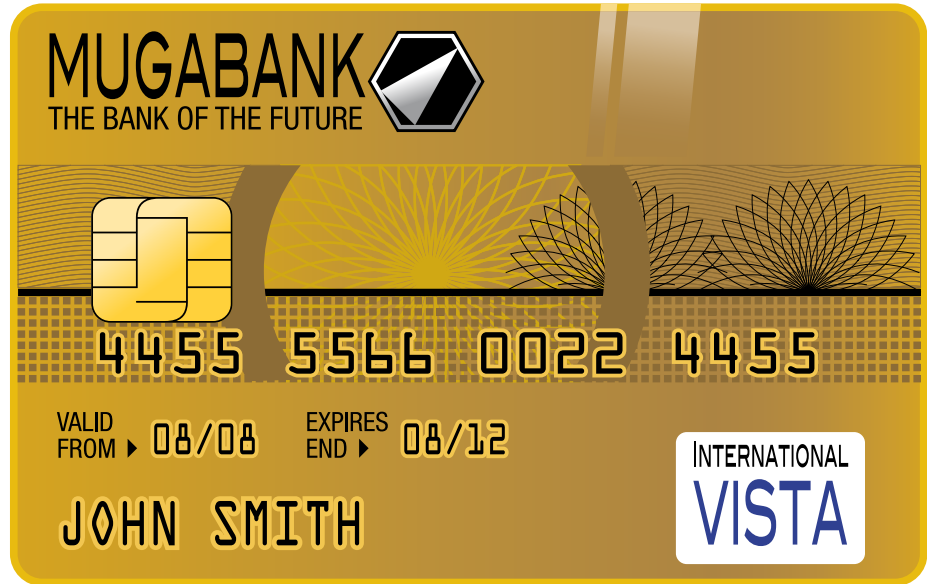 MUGABANK
THE BANK OF THE FUTURE
4455 5566 0022 4455
VALID FROM 08/08 EXPIRES END 08/12
JOHN SMITH
INTERNATIONAL
VISTA